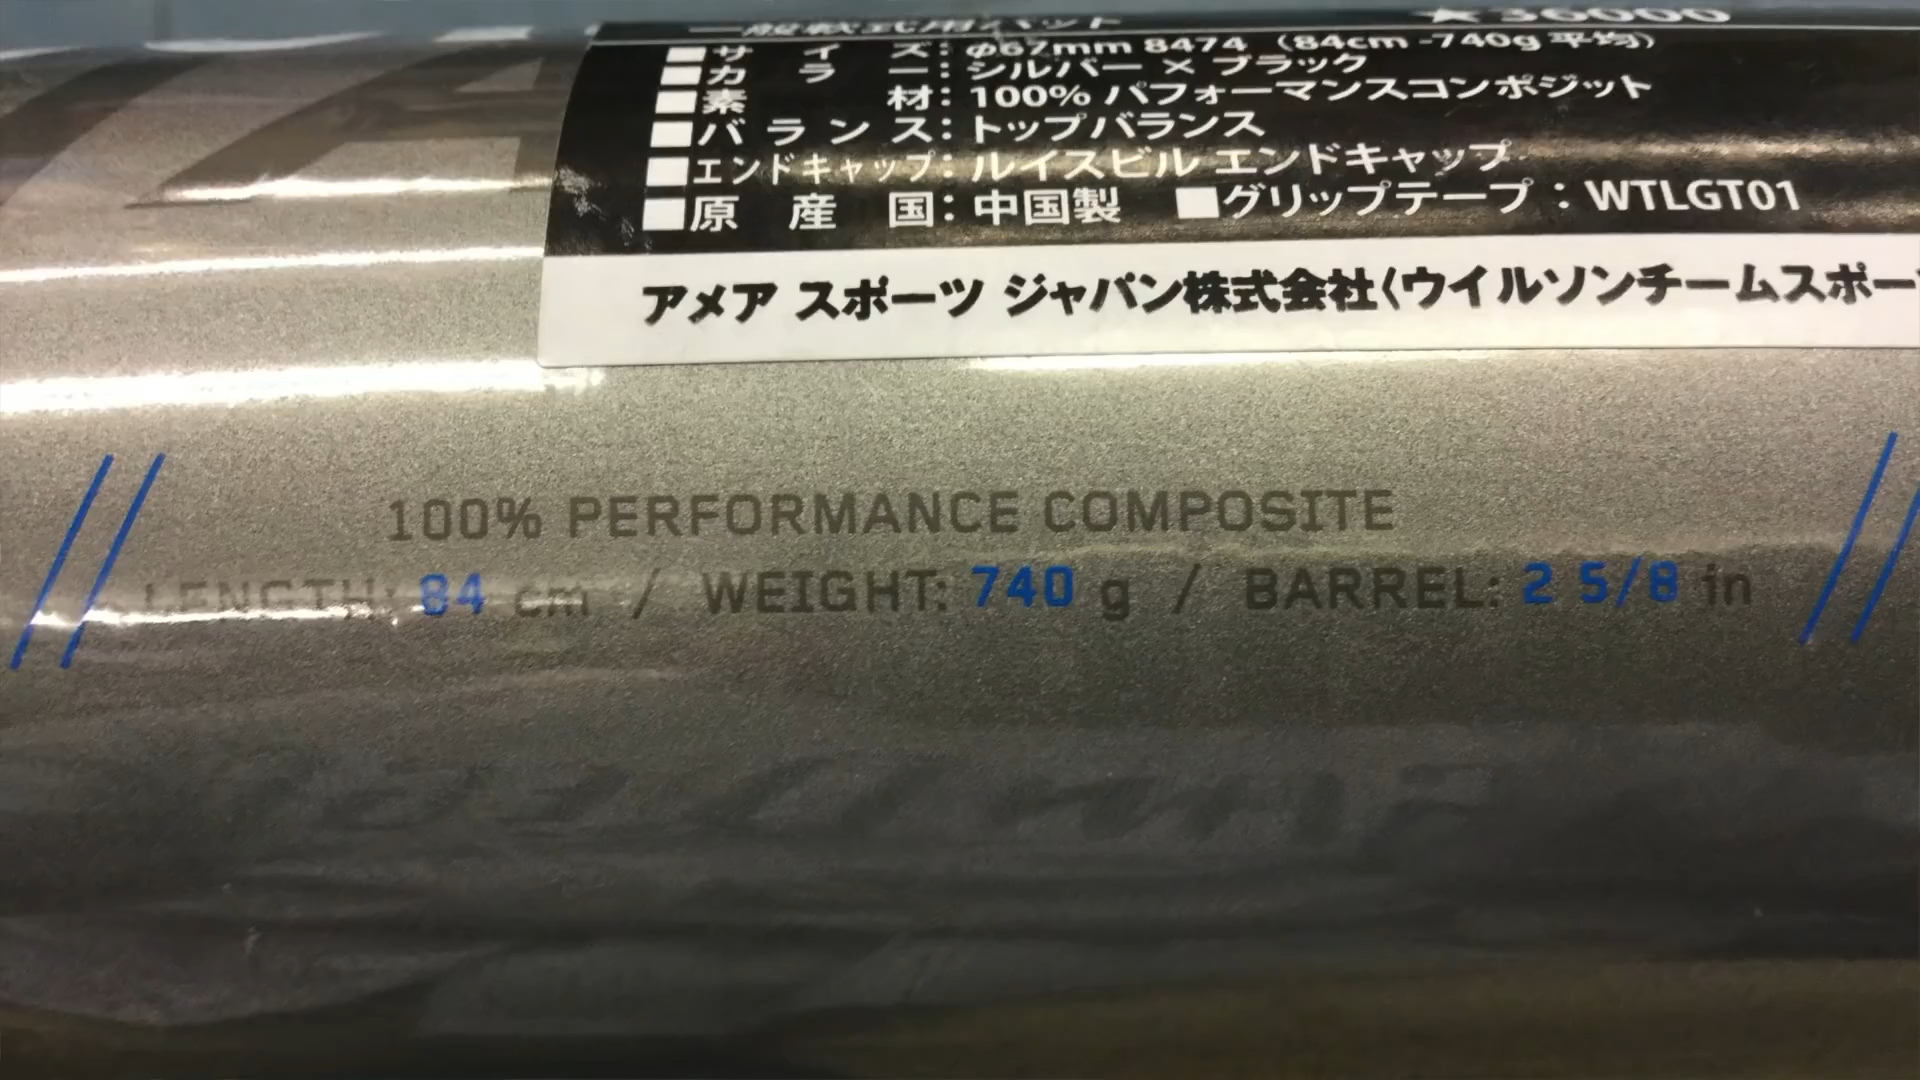 一般軟式用バット ★36000
■サイズ：φ67mm 8474 （84cm -740g 平均）
■カラー：シルバー × ブラック
■素材：100% パフォーマンスコンポジット
■バランス：トップバランス
■エンドキャップ：ルイスビル エンドキャップ
■原産国：中国製 ■グリップテープ：WTLGT01
アメア スポーツ ジャパン株式会社〈ウイルソンチームスポー
100% PERFORMANCE COMPOSITE
LENGTH: 84 cm / WEIGHT: 740 g / BARREL: 2 5/8 in